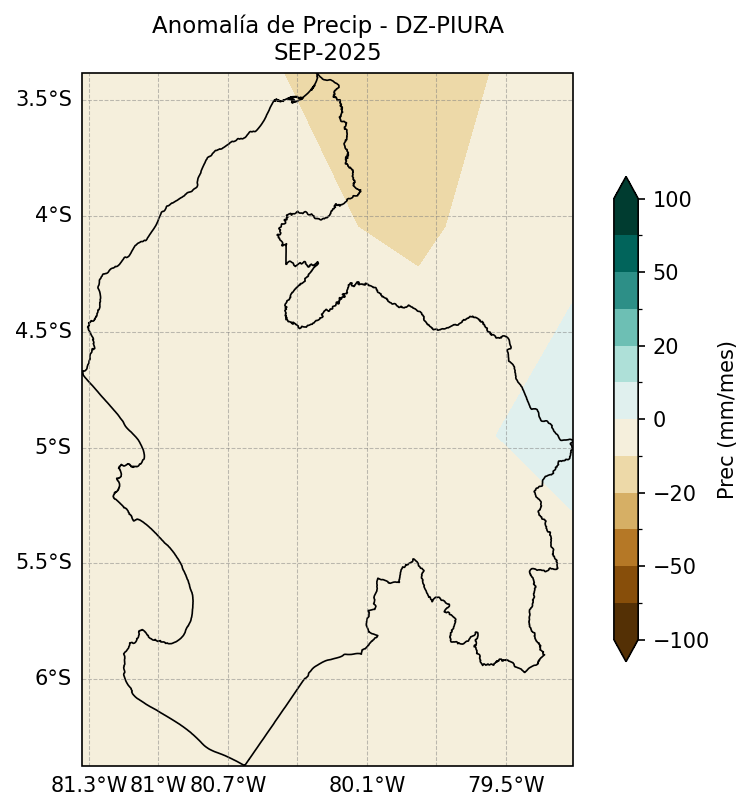 Anomalía de Precip - DZ-PIURA
SEP-2025
3.5°S
4°S
4.5°S
5°S
5.5°S
6°S
81.3°W 81°W 80.7°W 80.1°W 79.5°W
100
50
20
0
−20
−50
−100
Prec (mm/mes)